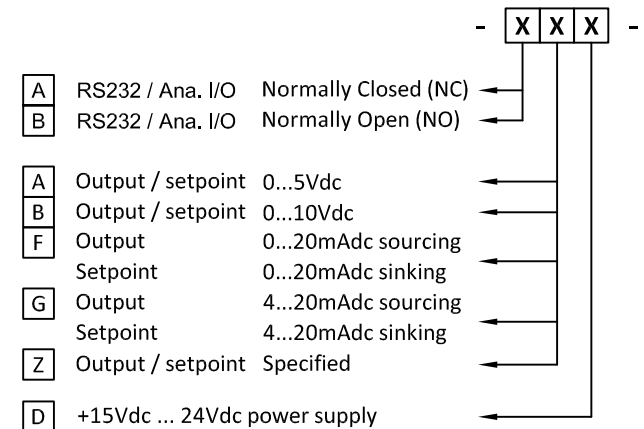 - X X X -
A RS232 / Ana. I/O Normally Closed (NC)
B RS232 / Ana. I/O Normally Open (NO)
A Output / setpoint 0...5Vdc
B Output / setpoint 0...10Vdc
F Output 0...20mAdc sourcing
Setpoint 0...20mAdc sinking
G Output 4...20mAdc sourcing
Setpoint 4...20mAdc sinking
Z Output / setpoint Specified
D +15Vdc ... 24Vdc power supply